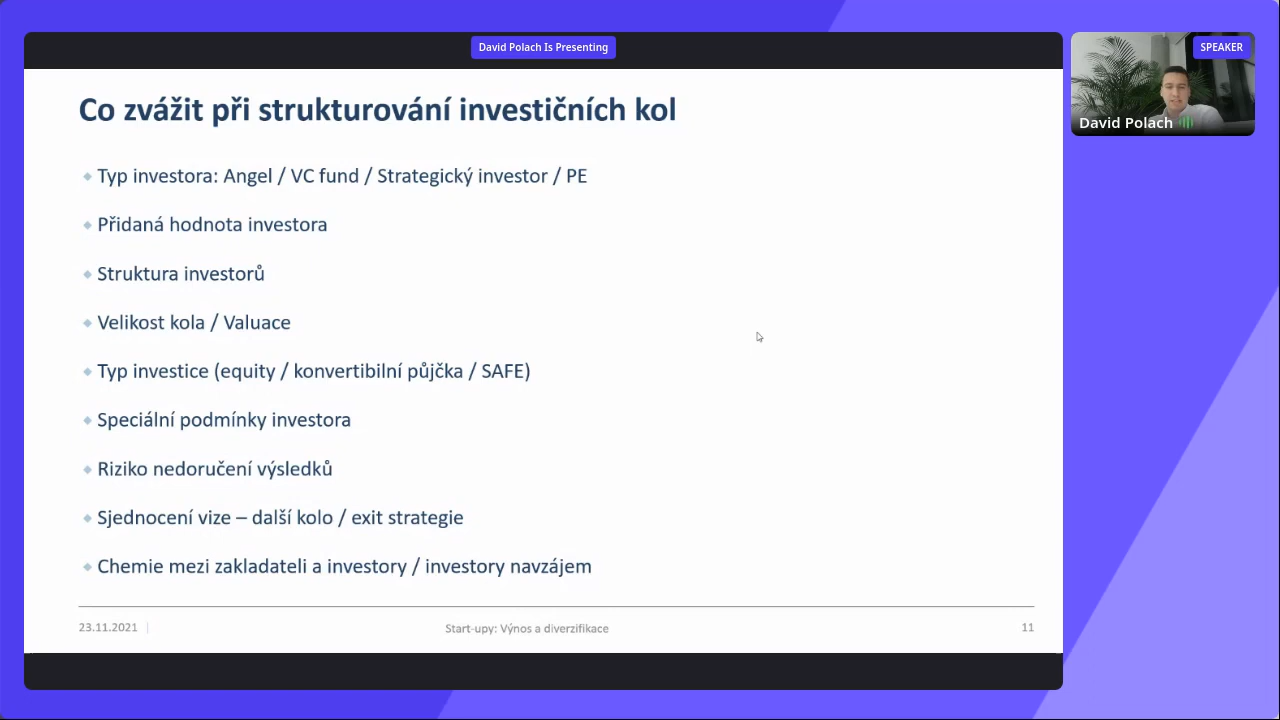 David Polach Is Presenting
SPEAKER
David Polach
Co zvážit při strukturování investičních kol
Typ investora: Angel / VC fund / Strategický investor / PE
Přidaná hodnota investora
Struktura investorů
Velikost kola / Valuace
Typ investice (equity / konvertibilní půjčka / SAFE)
Speciální podmínky investora
Riziko nedoručení výsledků
Sjednocení vize – další kolo / exit strategie
Chemie mezi zakladateli a investory / investory navzájem
23.11.2021
Start-upy: Výnos a diverzifikace
11